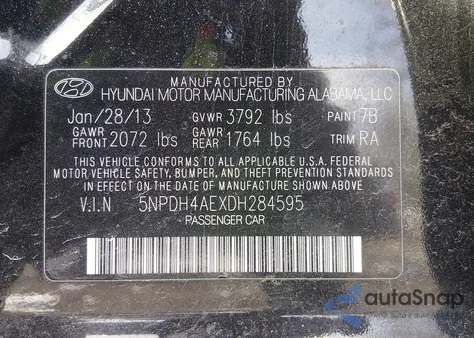 MANUFACTURED BY
HYUNDAI MOTOR MANUFACTURING ALABAMA, LLC
Jan/28/13 GVWR 3792 lbs PAINT 7B
GAWR FRONT 2072 lbs GAWR REAR 1764 lbs TRIM RA
THIS VEHICLE CONFORMS TO ALL APPLICABLE U.S.A. FEDERAL
MOTOR VEHICLE SAFETY, BUMPER, AND THEFT PREVENTION STANDARDS
IN EFFECT ON THE DATE OF MANUFACTURE SHOWN ABOVE
V.I.N 5NPDH4AEXDH284595
PASSENGER CAR
autoSnap